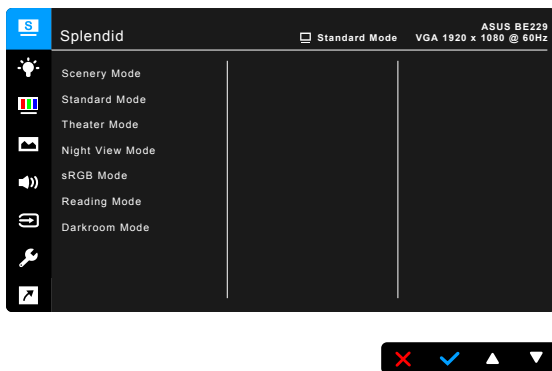 S
Splendid
Standard Mode
ASUS BE229
VGA 1920 x 1080 @ 60Hz
Scenery Mode
Standard Mode
Theater Mode
Night View Mode
sRGB Mode
Reading Mode
Darkroom Mode